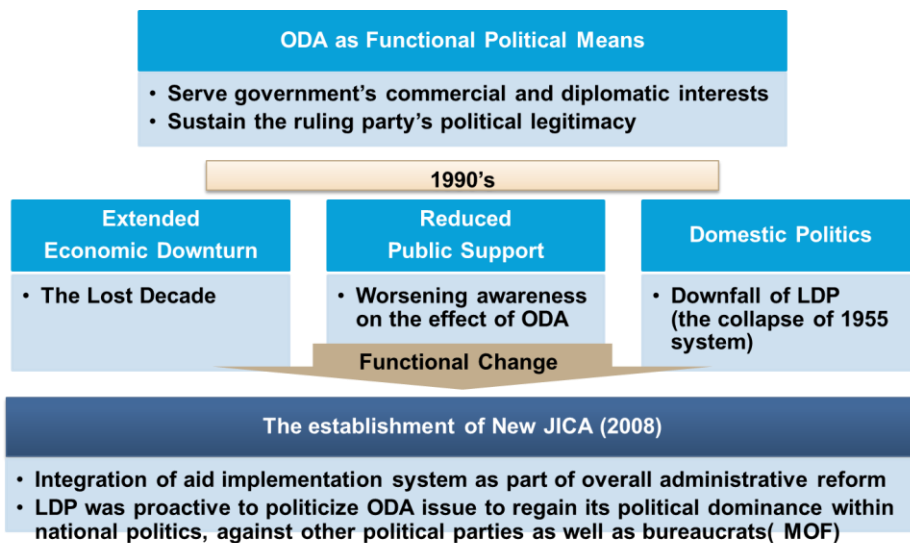 ODA as Functional Political Means
• Serve government's commercial and diplomatic interests
• Sustain the ruling party's political legitimacy
1990's
Extended
Economic Downturn
• The Lost Decade
Reduced
Public Support
• Worsening awareness
on the effect of ODA
Domestic Politics
• Downfall of LDP
(the collapse of 1955
system)
Functional Change
The establishment of New JICA (2008)
• Integration of aid implementation system as part of overall administrative reform
• LDP was proactive to politicize ODA issue to regain its political dominance within
national politics, against other political parties as well as bureaucrats( MOF)